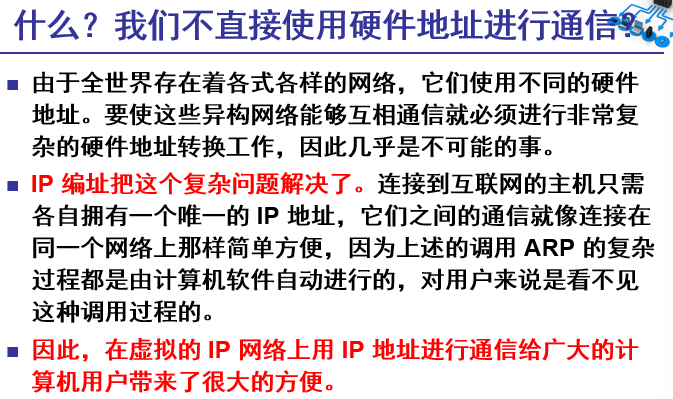 什么？我们不直接使用硬件地址进行通信？
由于全世界存在着各式各样的网络，它们使用不同的硬件
地址。要使这些异构网络能够互相通信就必须进行非常复
杂的硬件地址转换工作，因此几乎是不可能的事。
IP 编址把这个复杂问题解决了。连接到互联网的主机只需
各自拥有一个唯一的 IP 地址，它们之间的通信就像连接在
同一个网络上那样简单方便，因为上述的调用 ARP 的复杂
过程都是由计算机软件自动进行的，对用户来说是看不见
这种调用过程的。
因此，在虚拟的 IP 网络上用 IP 地址进行通信给广大的计
算机用户带来了很大的方便。